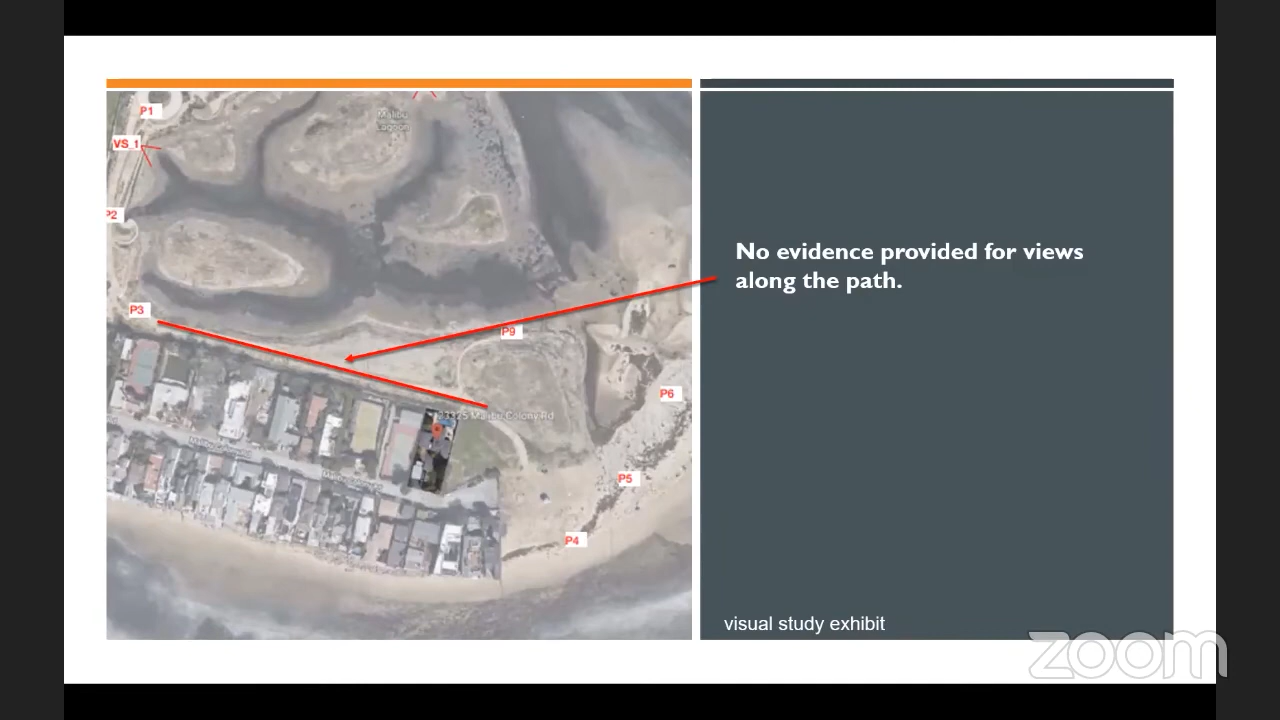 P1
Malibu
Lagoon
VS_1
P2
P3
P9
P6
23325 Malibu Colony Rd
P5
P4
No evidence provided for views
along the path.
visual study exhibit
zoom